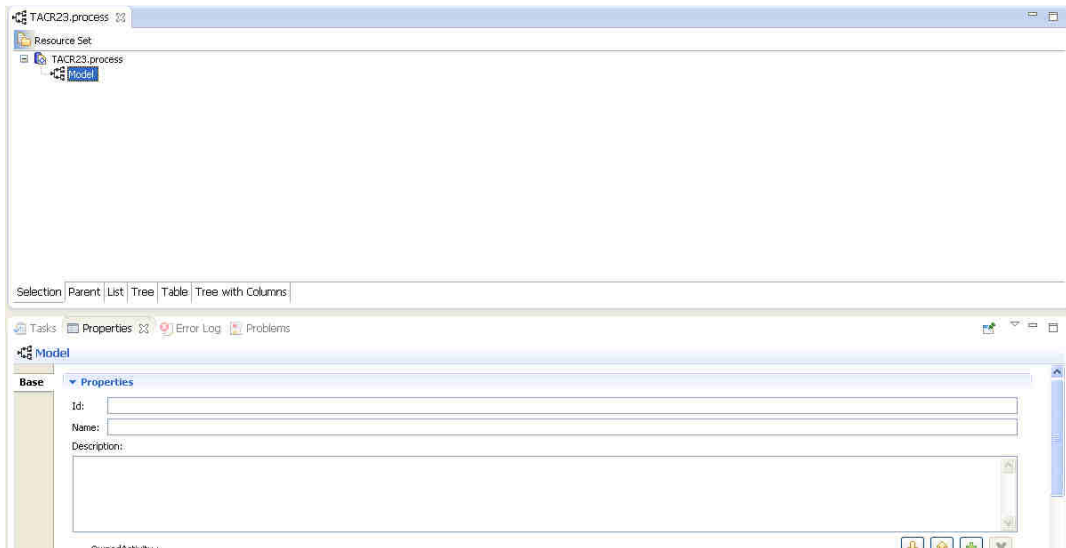 TACR23.process
Resource Set
TACR23.process
Model
Selection Parent List Tree Table Tree with Columns
Tasks Properties Error Log Problems
Model
Base Properties
Id:
Name:
Description:
OwnedActivity :